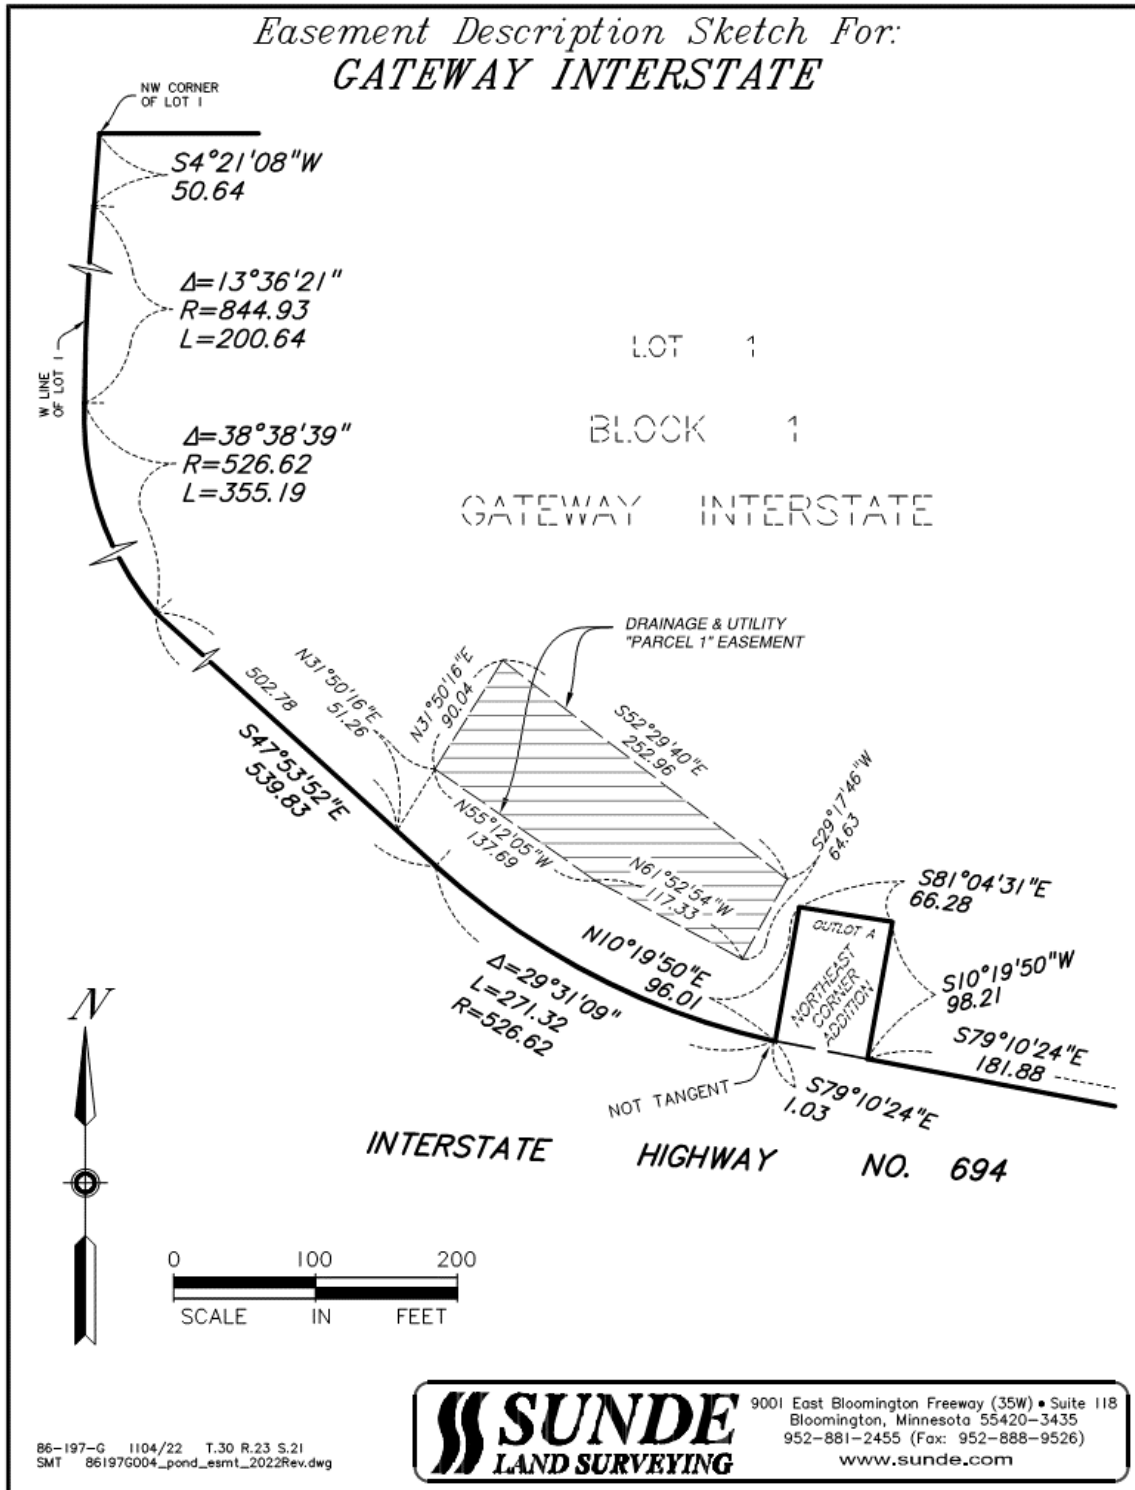 Easement Description Sketch For:
GATEWAY INTERSTATE
NW CORNER
OF LOT 1
S4°21'08"W
50.64
Δ=13°36'21"
R=844.93
L=200.64
W LINE
OF LOT 1
Δ=38°38'39"
R=526.62
L=355.19
LOT 1
BLOCK 1
GATEWAY INTERSTATE
DRAINAGE & UTILITY
"PARCEL 1" EASEMENT
502.78
S47°53'52"E
539.83
N31°50'16"E
51.26
N31°50'16"E
90.04
S52°29'40"E
252.96
N55°12'05"W
137.69
N61°52'54"W
117.33
S29°17'46"W
64.63
S81°04'31"E
66.28
OUTLOT A
NORTHEAST
CORNER
ADDITION
N10°19'50"E
96.01
S10°19'50"W
98.21
Δ=29°31'09"
L=271.32
R=526.62
S79°10'24"E
181.88
NOT TANGENT
S79°10'24"E
1.03
INTERSTATE HIGHWAY NO. 694
N
0 100 200
SCALE IN FEET
86-197-G 1104/22 T.30 R.23 S.21
SMT 86197G004_pond_esmt_2022Rev.dwg
SUNDE
LAND SURVEYING
9001 East Bloomington Freeway (35W) • Suite 118
Bloomington, Minnesota 55420-3435
952-881-2455 (Fax: 952-888-9526)
www.sunde.com